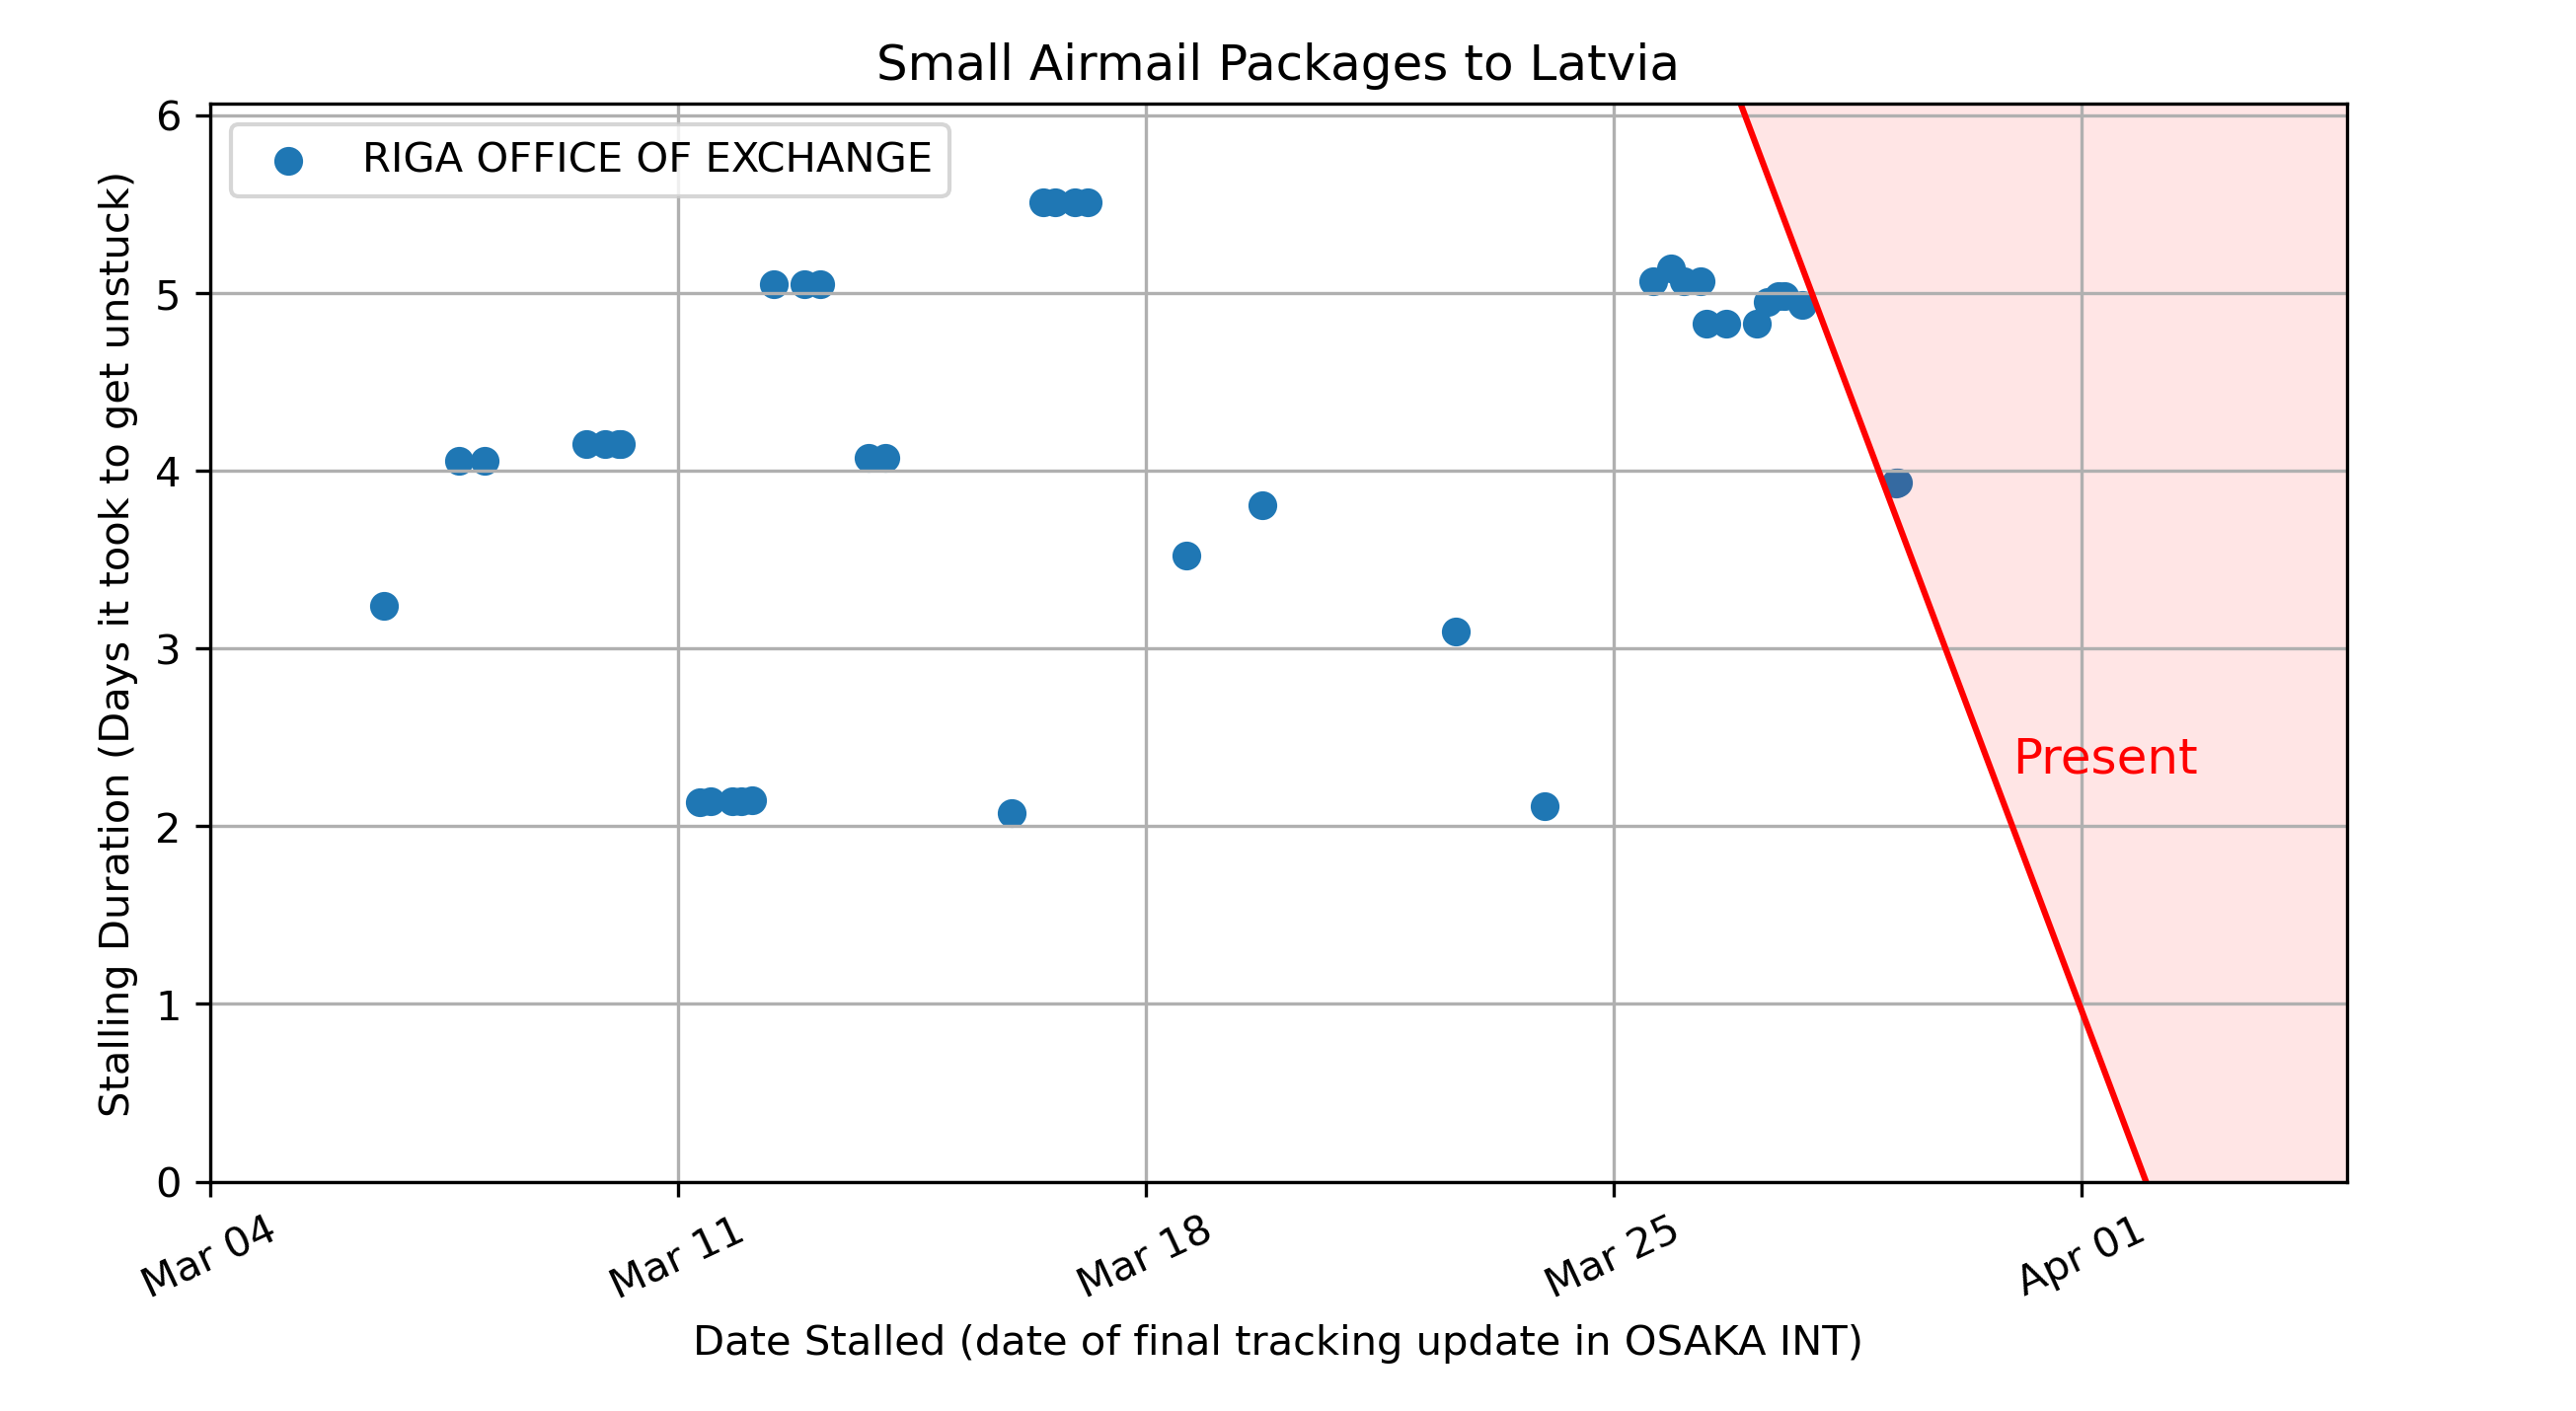 Small Airmail Packages to Latvia
RIGA OFFICE OF EXCHANGE
Stalling Duration (Days it took to get unstuck)
6
5
4
3
2
1
0
Present
Mar 04
Mar 11
Mar 18
Mar 25
Apr 01
Date Stalled (date of final tracking update in OSAKA INT)